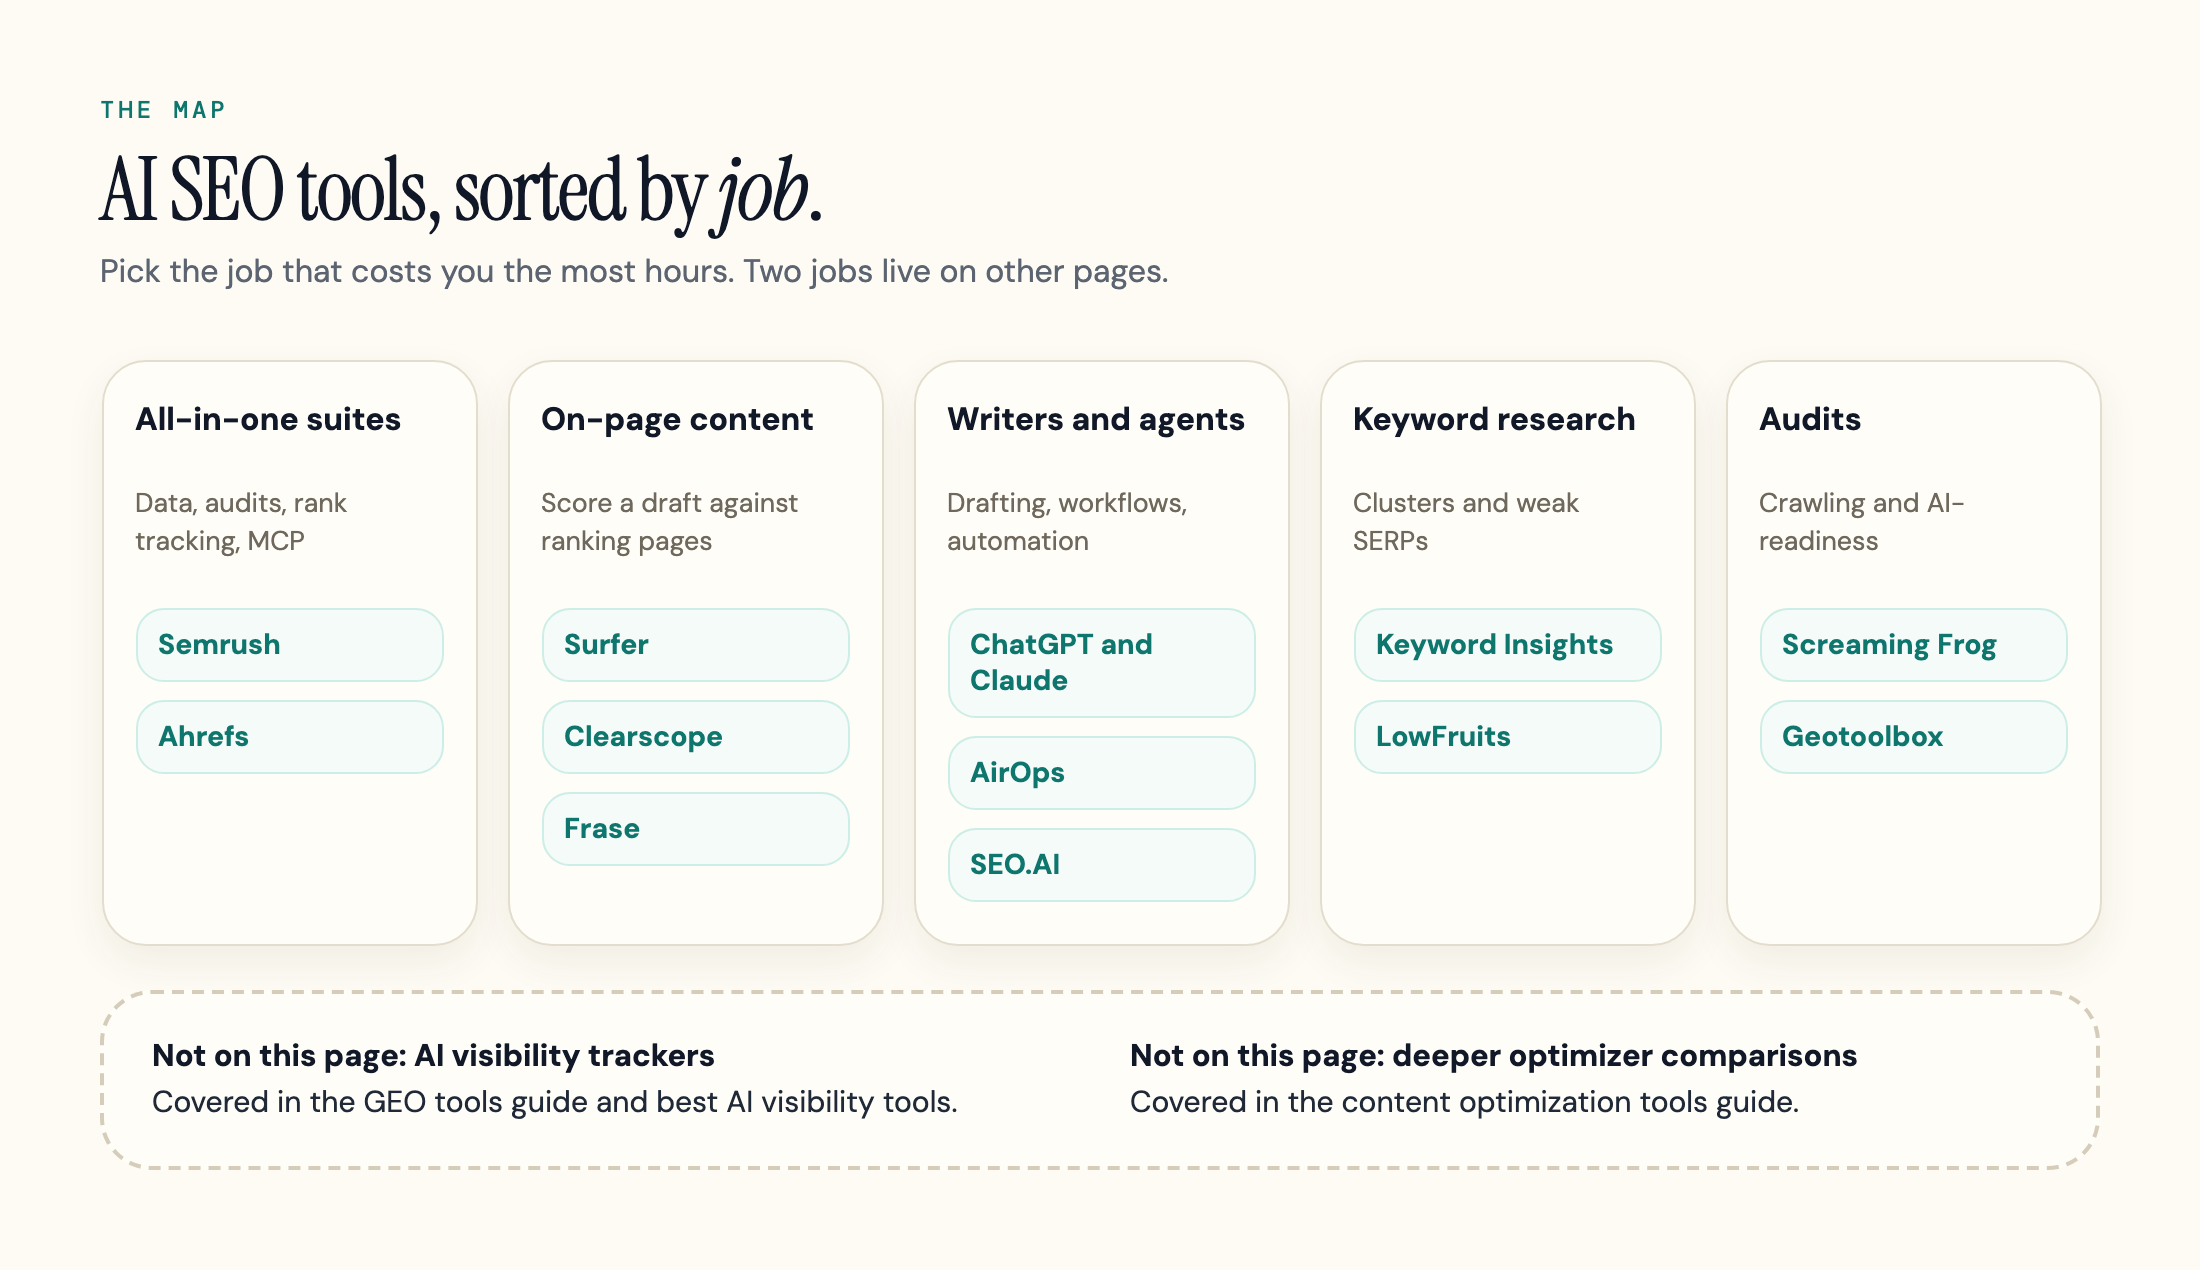 THE MAP
AI SEO tools, sorted by job.
Pick the job that costs you the most hours. Two jobs live on other pages.
All-in-one suites
Data, audits, rank
tracking, MCP
Semrush
Ahrefs
On-page content
Score a draft against
ranking pages
Surfer
Clearscope
Frase
Writers and agents
Drafting, workflows,
automation
ChatGPT and
Claude
AirOps
SEO.AI
Keyword research
Clusters and weak
SERPs
Keyword Insights
LowFruits
Audits
Crawling and AI-
readiness
Screaming Frog
Geotoolbox
Not on this page: AI visibility trackers
Covered in the GEO tools guide and best AI visibility tools.
Not on this page: deeper optimizer comparisons
Covered in the content optimization tools guide.